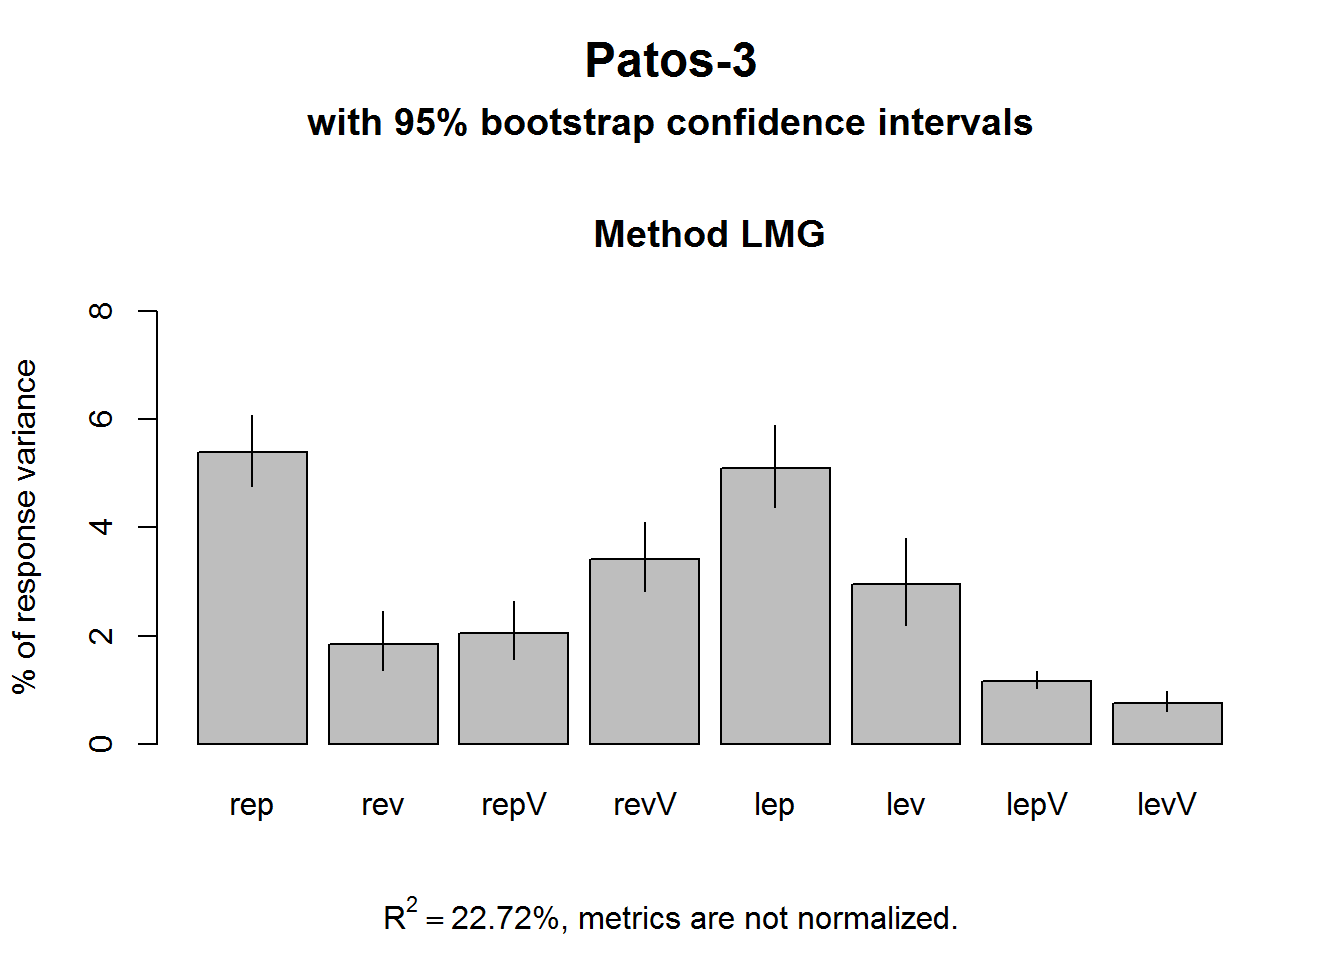 Patos-3
with 95% bootstrap confidence intervals
Method LMG
% of response variance
8
6
4
2
0
rep rev repV revV lep lev lepV levV
R² = 22.72%, metrics are not normalized.